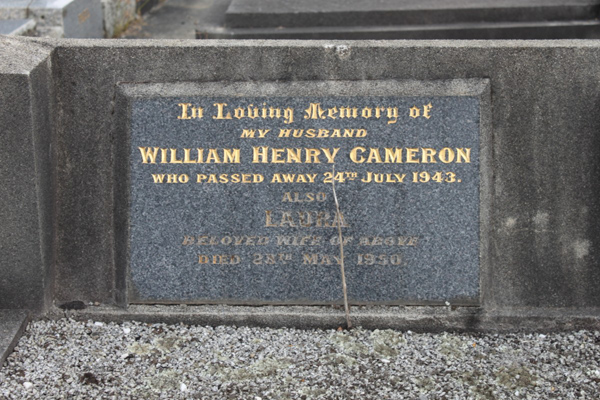 In Loving Memory of
MY HUSBAND
WILLIAM HENRY CAMERON
WHO PASSED AWAY 24TH JULY 1943.
ALSO
LAURA
BELOVED WIFE OF ABOVE
DIED 28TH MAY 1950.